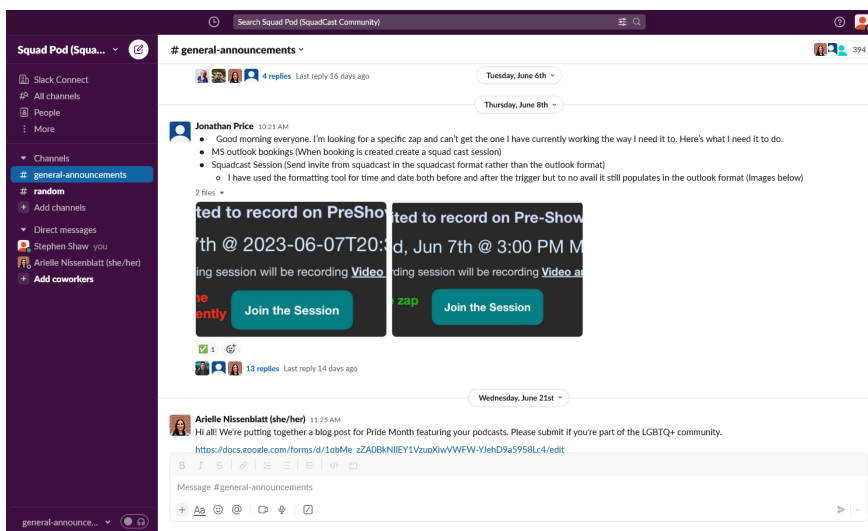 Search Squad Pod (SquadCast Community)
Squad Pod (Squa...
# general-announcements
394
Slack Connect
All channels
People
More
Channels
# general-announcements
# random
+ Add channels
Direct messages
Stephen Shaw you
Arielle Nissenblatt (she/her)
+ Add coworkers
4 replies Last reply 16 days ago
Tuesday, June 6th
Thursday, June 8th
Jonathan Price 10:21 AM
• Good morning everyone. I'm looking for a specific zap and can't get the one I have currently working the way I need it to. Here's what I need it to do.
• MS outlook bookings (When booking is created create a squad cast session)
• Squadcast Session (Send invite from squadcast in the squadcast format rather than the outlook format)
○ I have used the formatting tool for time and date both before and after the trigger but to no avail it still populates in the outlook format (Images below)
2 files
ted to record on PreSho
7th @ 2023-06-07T20:
ing session will be recording Video
ne
ently
Join the Session
ited to record on Pre-Show
d, Jun 7th @ 3:00 PM M
ding session will be recording Video a
zap
Join the Session
1
13 replies Last reply 14 days ago
Wednesday, June 21st
Arielle Nissenblatt (she/her) 11:25 AM
Hi all! We're putting together a blog post for Pride Month featuring your podcasts. Please submit if you're part of the LGBTQ+ community.
B I S
Message #general-announcements
+ Aa @
general-announce...